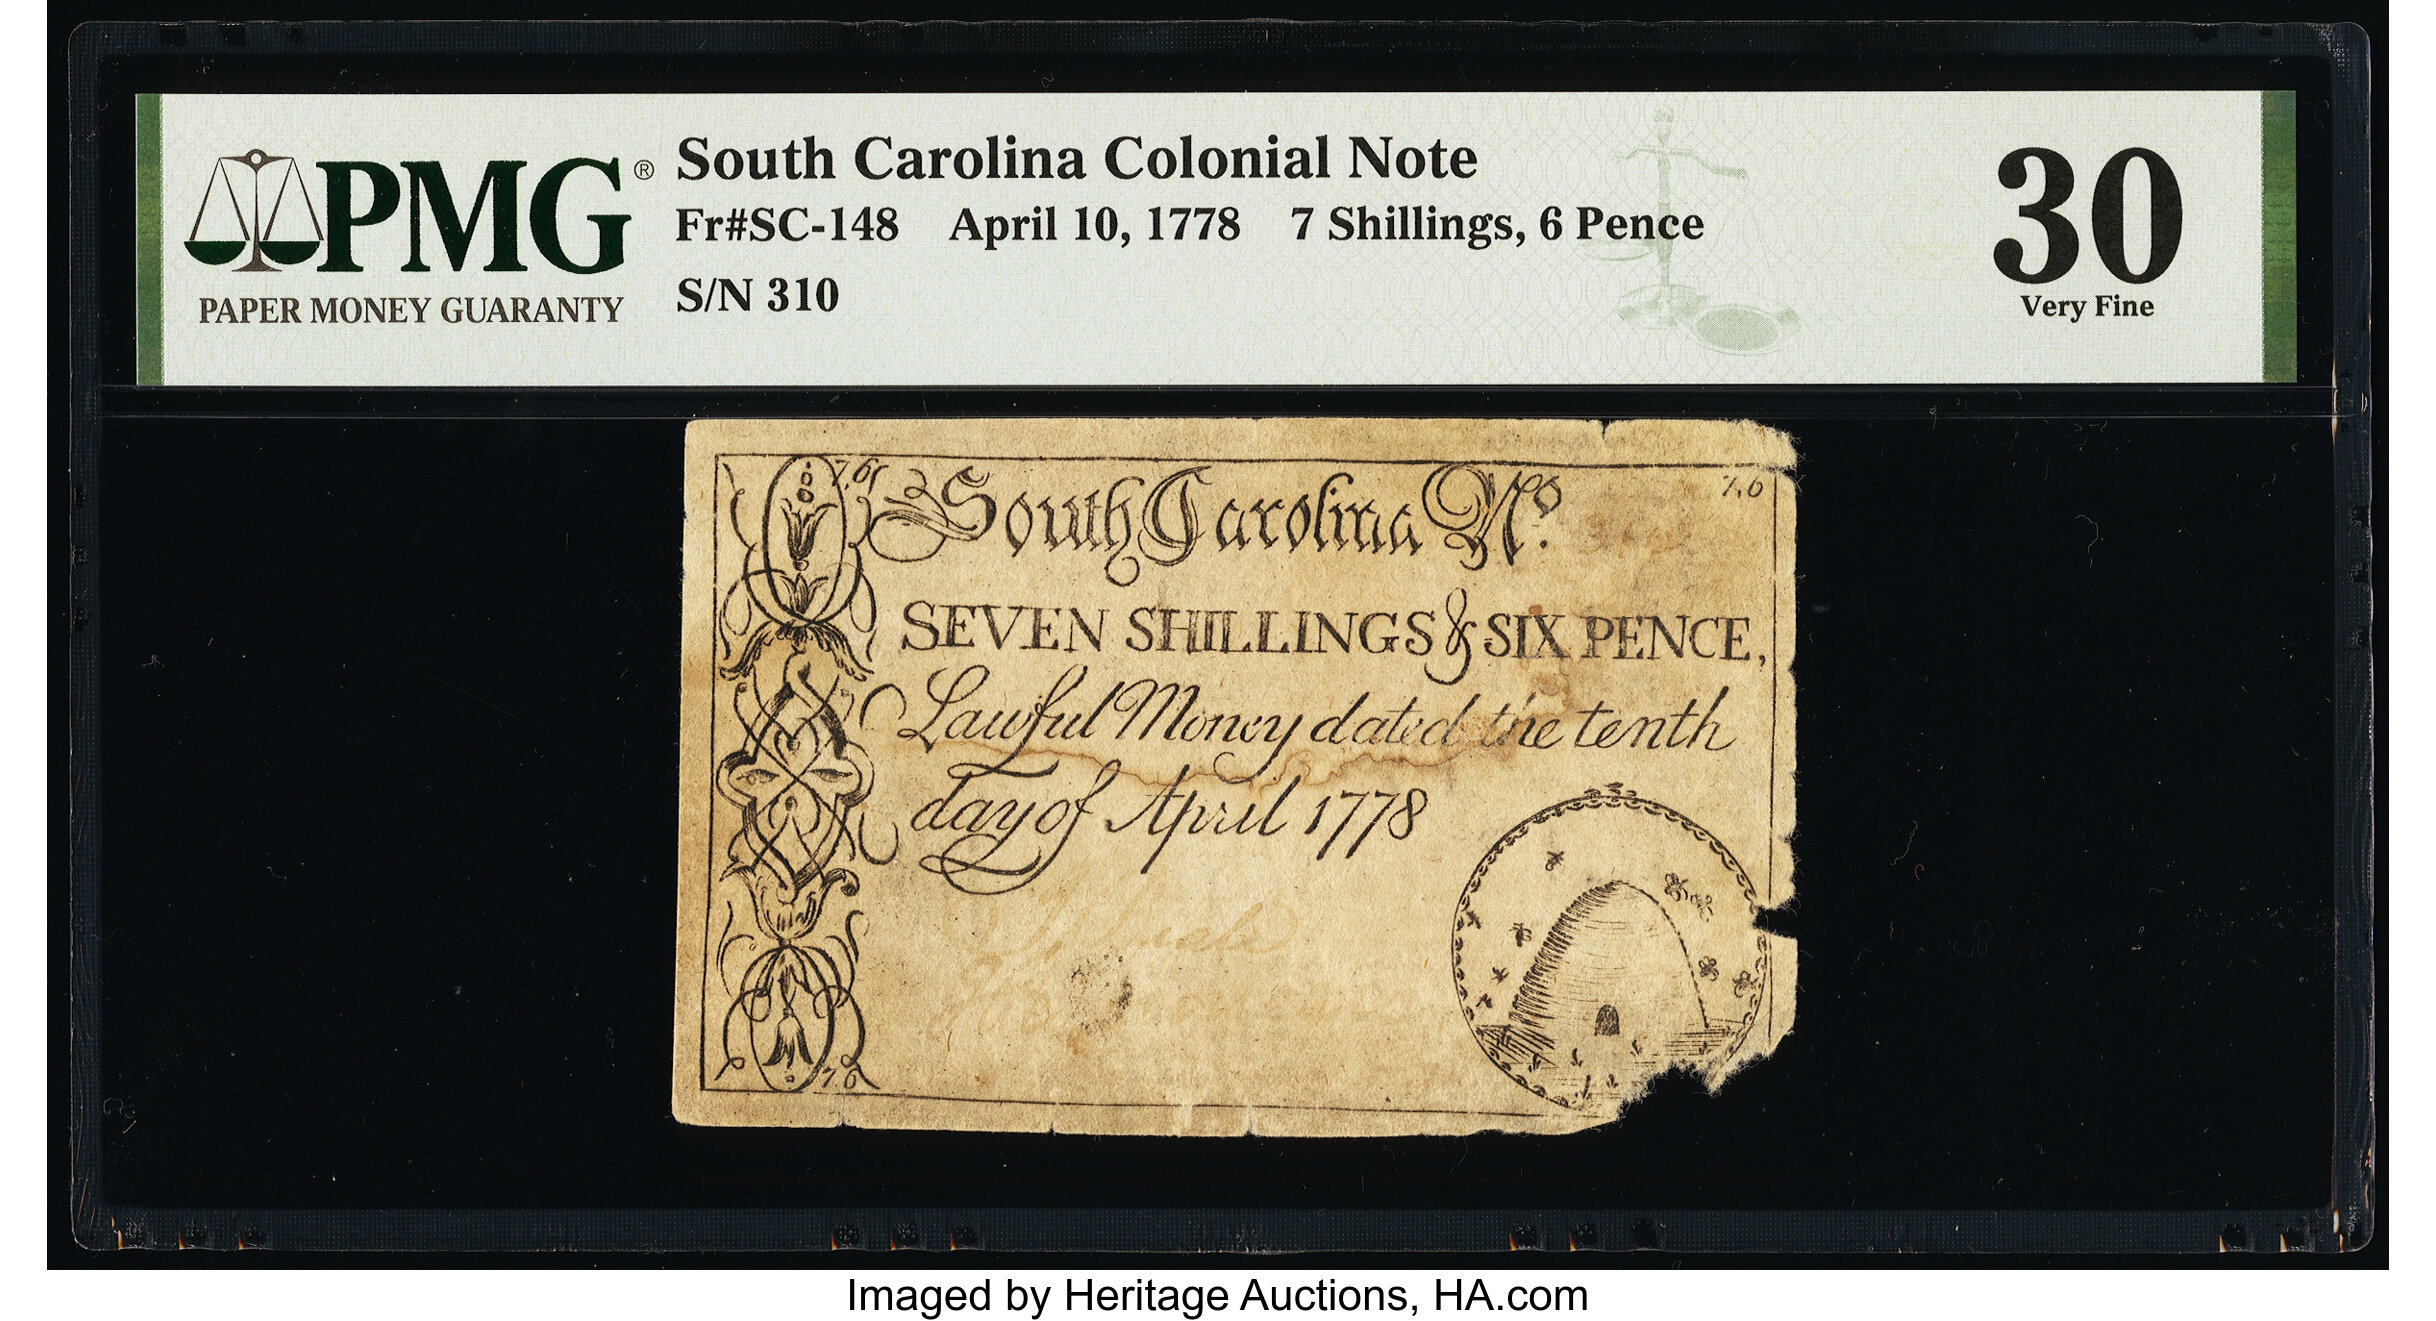 PMG®
PAPER MONEY GUARANTY
South Carolina Colonial Note
Fr#SC-148 April 10, 1778 7 Shillings, 6 Pence
S/N 310
30
Very Fine
7,6
South Carolina No.
310
7,6
SEVEN SHILLINGS & SIX PENCE,
Lawful Money dated the tenth
day of April 1778
7,6
Imaged by Heritage Auctions, HA.com